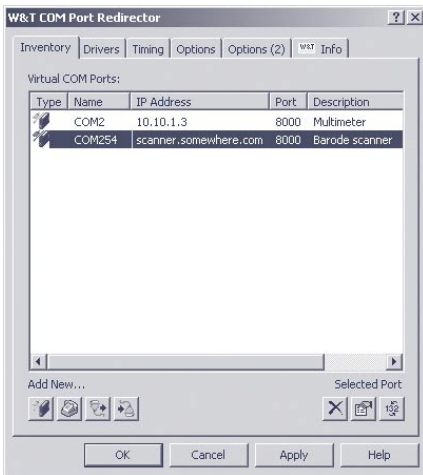 W&T COM Port Redirector
Inventory Drivers Timing Options Options (2) W&T Info
Virtual COM Ports:
Type Name IP Address Port Description
COM2 10.10.1.3 8000 Multimeter
COM254 scanner.somewhere.com 8000 Barode scanner
Add New... Selected Port
OK Cancel Apply Help